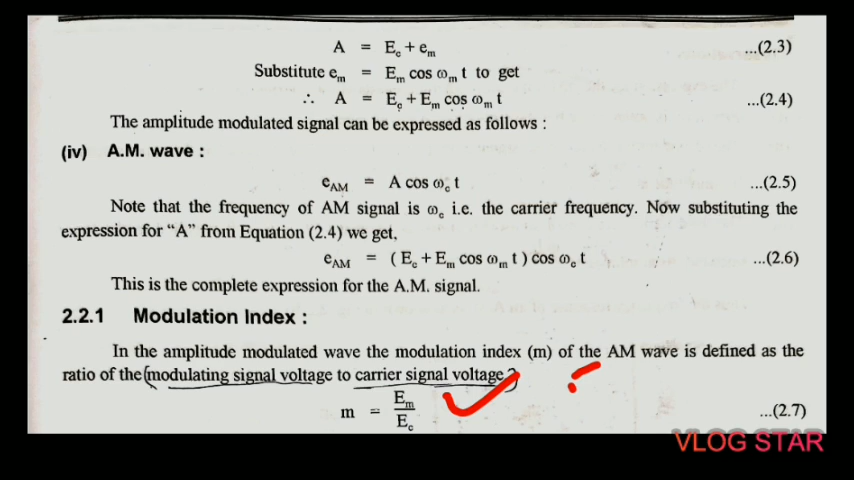 A = E_c + e_m ...(2.3)
Substitute e_m = E_m cos ω_m t to get
∴ A = E_c + E_m cos ω_m t ...(2.4)
The amplitude modulated signal can be expressed as follows :
(iv) A.M. wave :
e_AM = A cos ω_c t ...(2.5)
Note that the frequency of AM signal is ω_c i.e. the carrier frequency. Now substituting the
expression for “A” from Equation (2.4) we get,
e_AM = ( E_c + E_m cos ω_m t ) cos ω_c t ...(2.6)
This is the complete expression for the A.M. signal.
2.2.1 Modulation Index :
In the amplitude modulated wave the modulation index (m) of the AM wave is defined as the
ratio of the modulating signal voltage to carrier signal voltage
m = E_m / E_c ...(2.7)
VLOG STAR